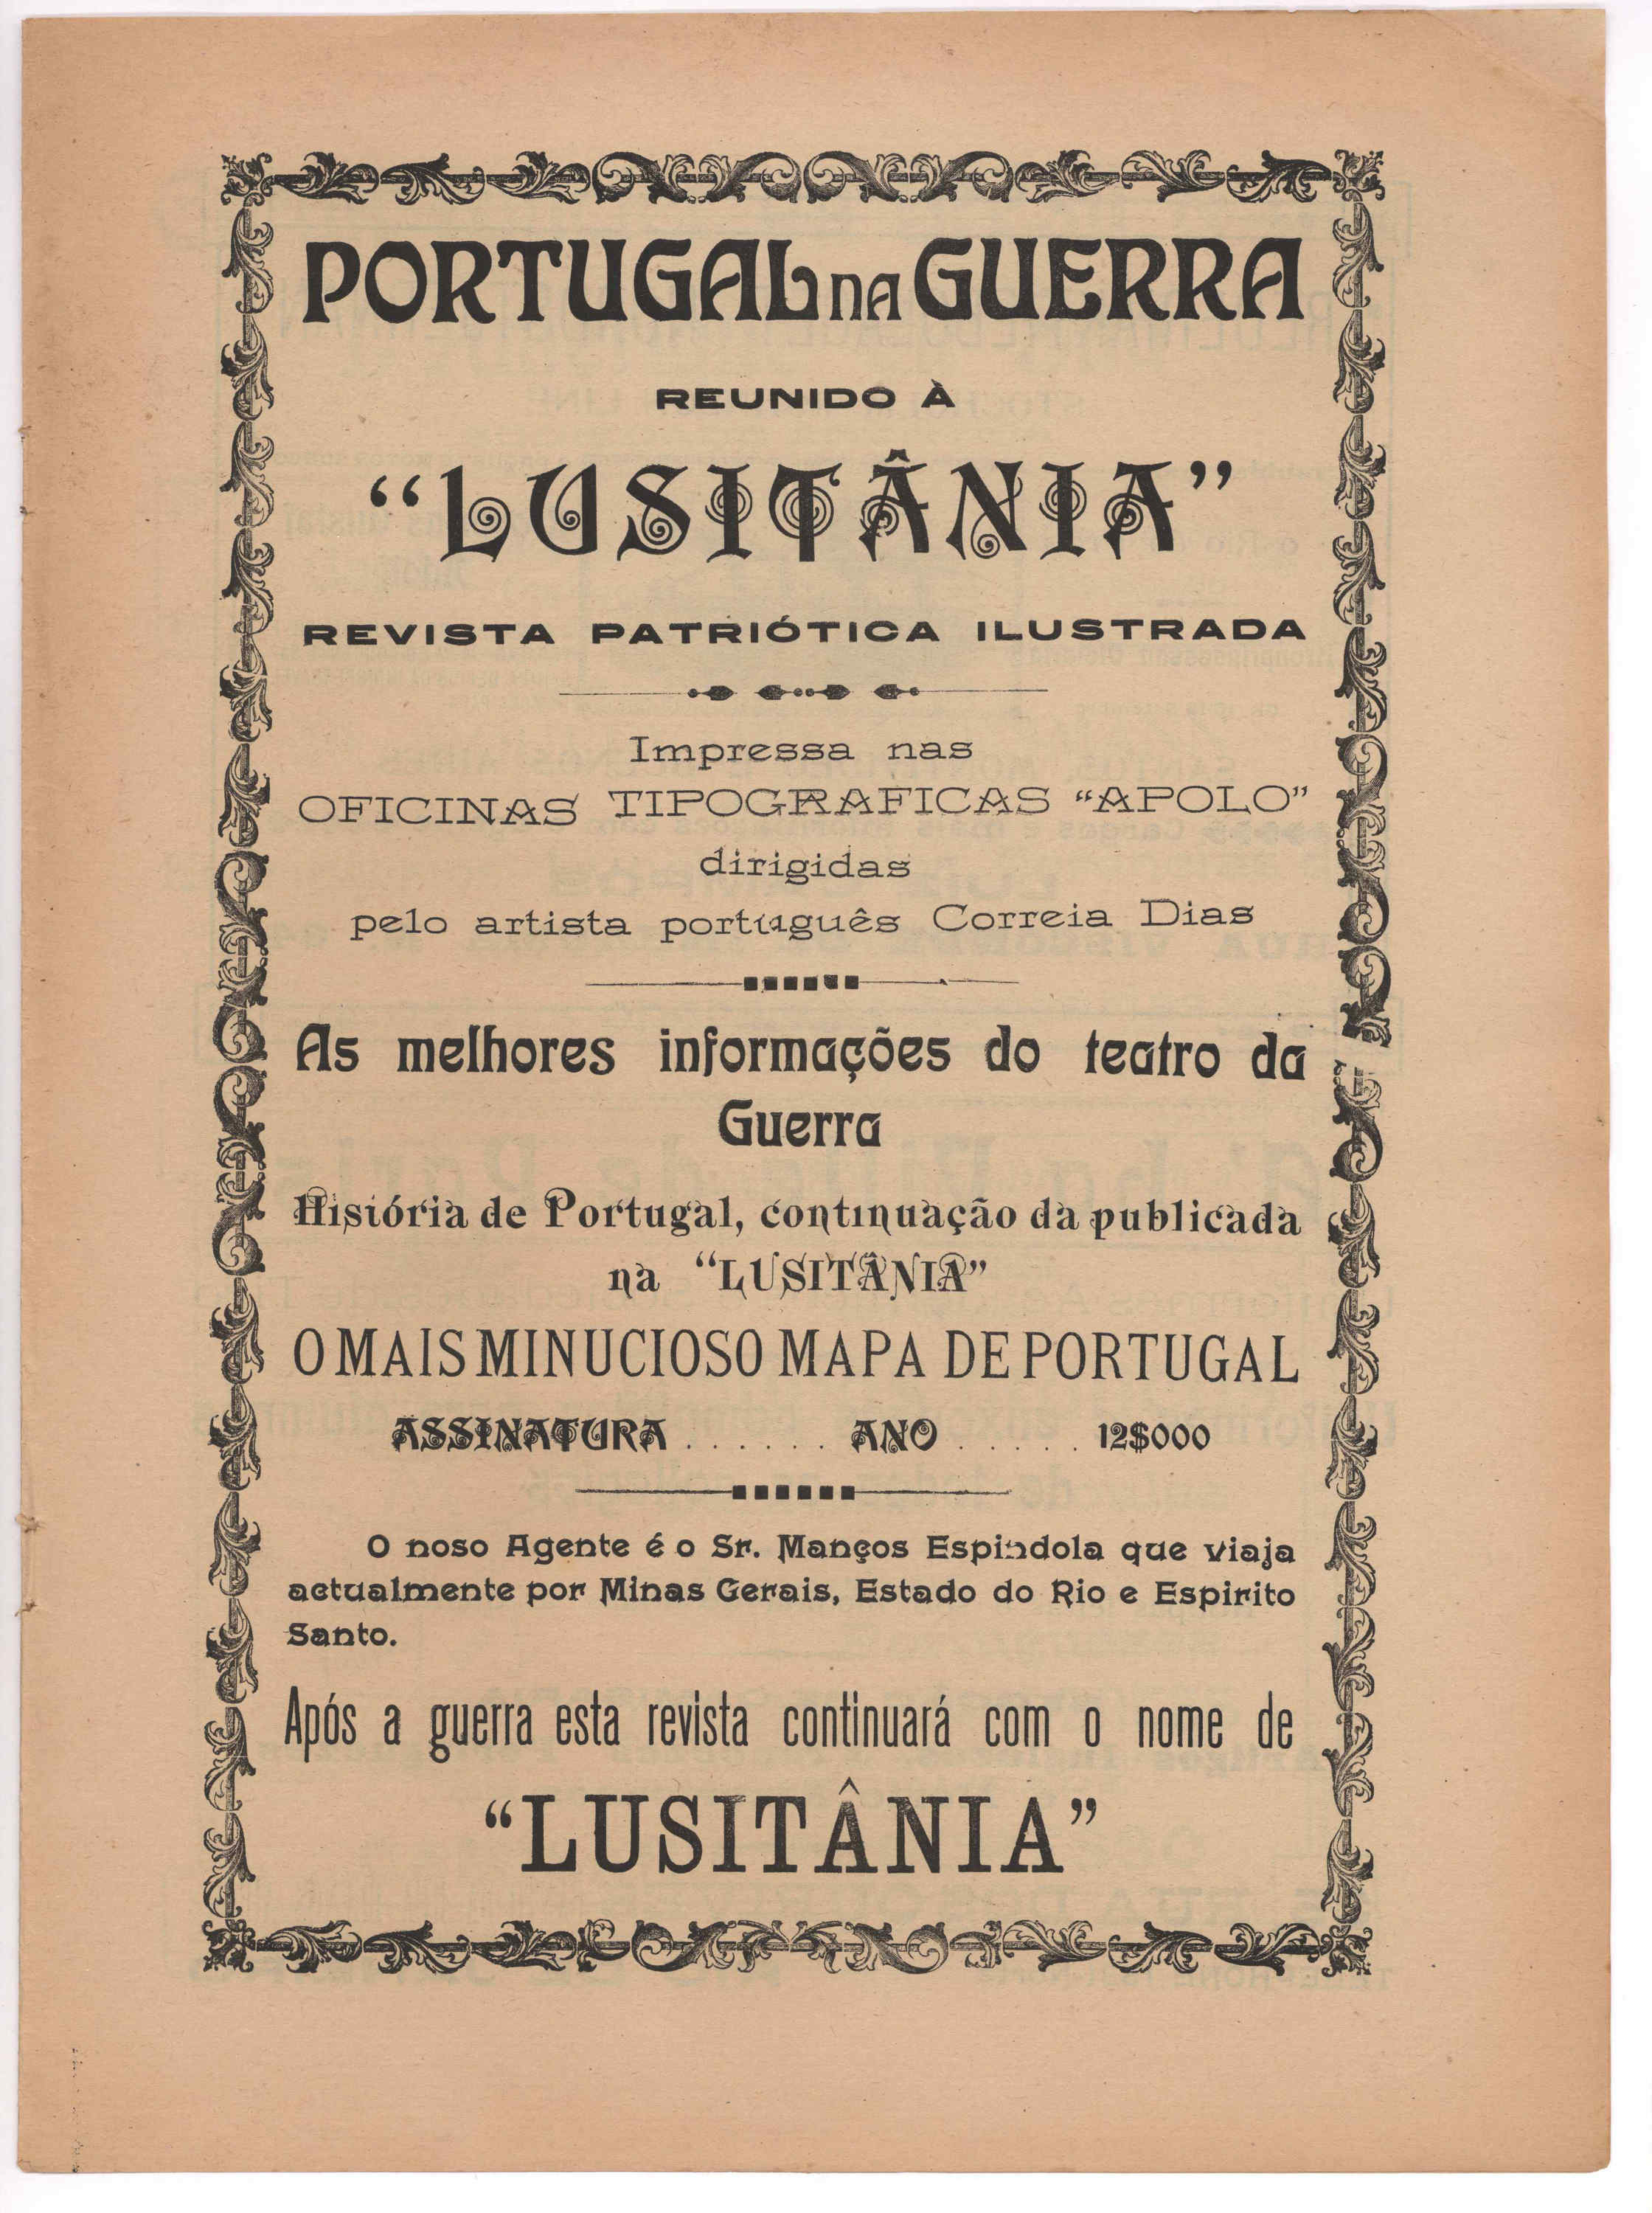 PORTUGAL NA GUERRA
REUNIDO À
“LUSITÂNIA”
REVISTA PATRIÓTICA ILUSTRADA
Impressa nas
OFICINAS TIPOGRAFICAS “APOLO”
dirigidas
pelo artista português Correia Dias
As melhores informações do teatro da
Guerra
História de Portugal, continuação da publicada
na “LUSITÂNIA”
O MAIS MINUCIOSO MAPA DE PORTUGAL
ASSINATURA . . . . . . ANO . . . . . 12$000
O noso Agente é o Sr. Manços Espindola que viaja
actualmente por Minas Gerais, Estado do Rio e Espirito
Santo.
Após a guerra esta revista continuará com o nome de
“LUSITÂNIA”